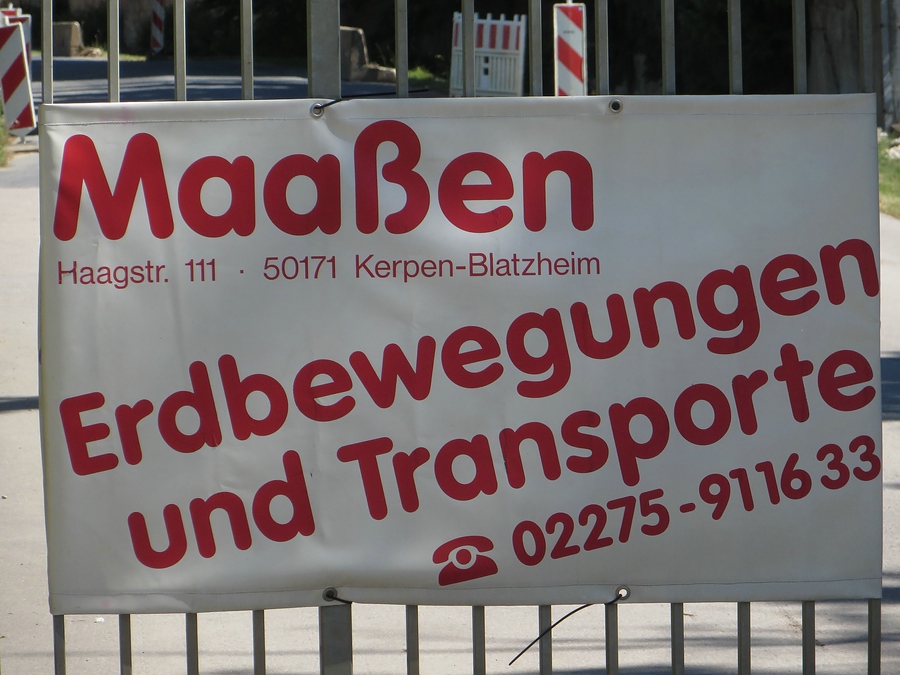 Maaßen
Haagstr. 111 · 50171 Kerpen-Blatzheim
Erdbewegungen
und Transporte
☎ 02275-911633